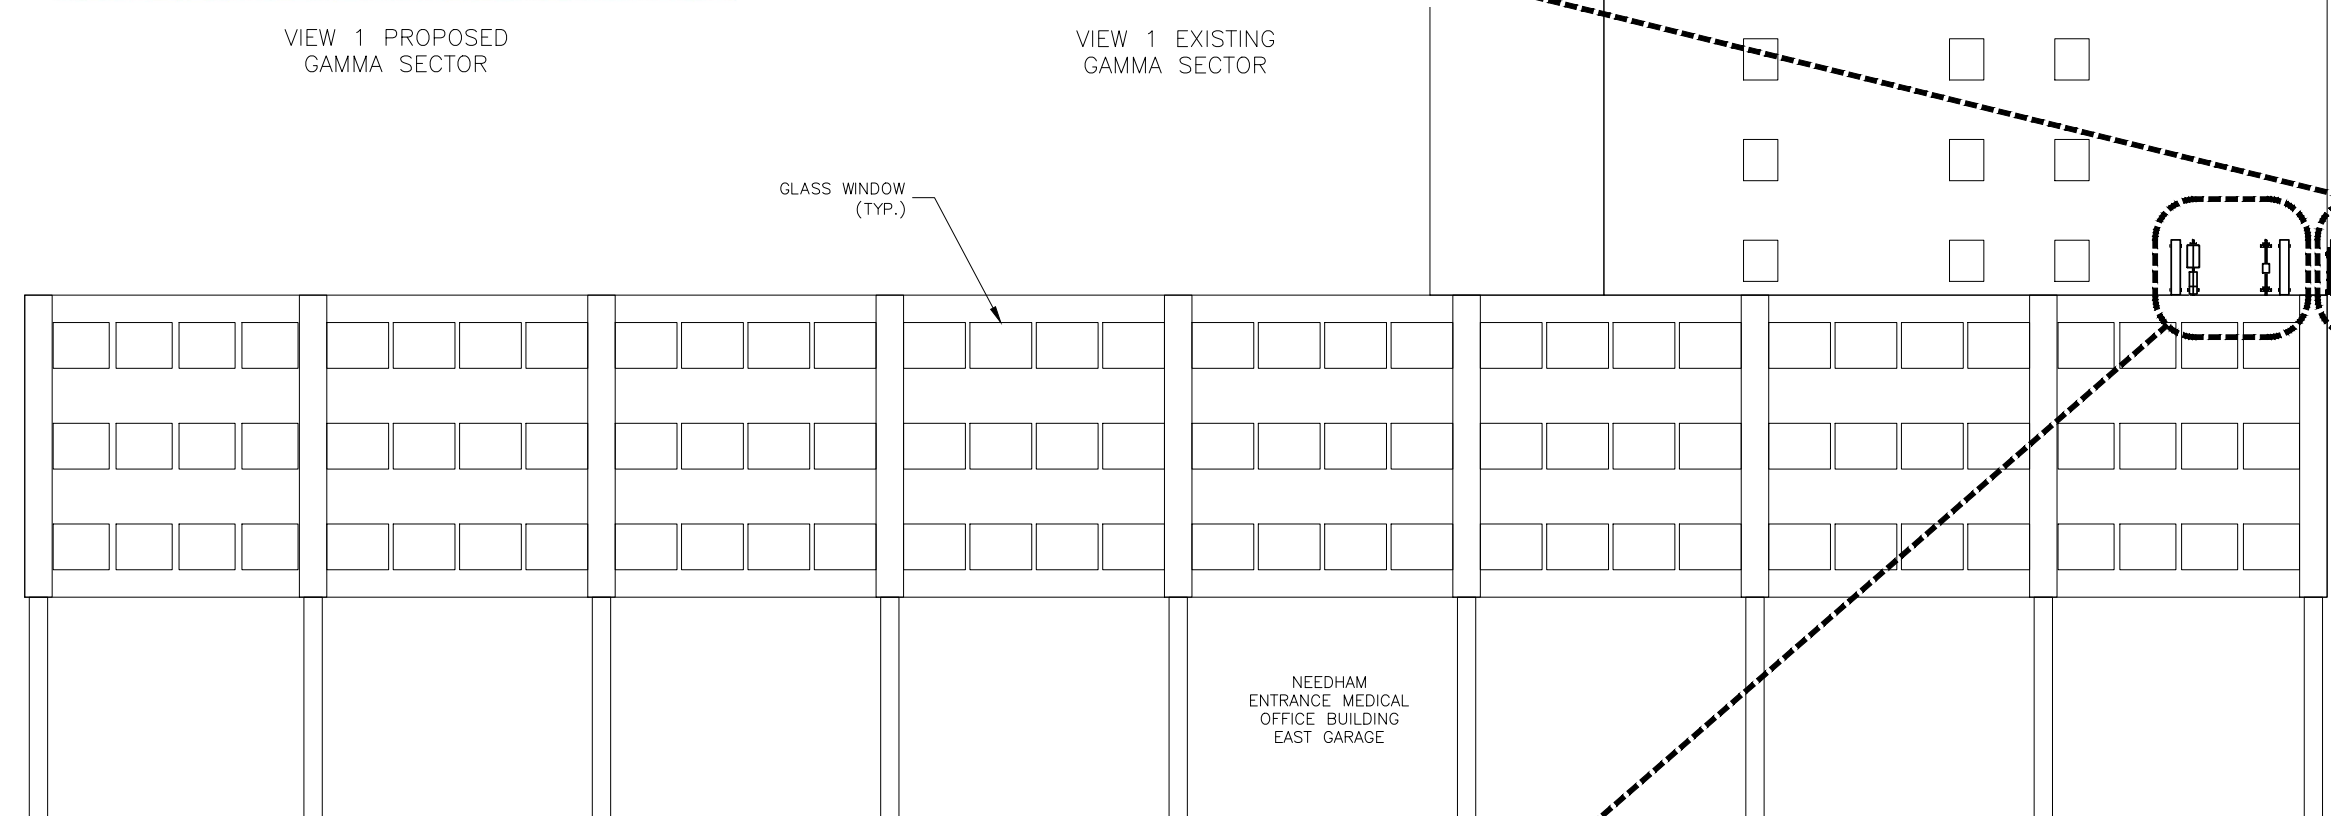 VIEW 1 PROPOSED
GAMMA SECTOR
VIEW 1 EXISTING
GAMMA SECTOR
GLASS WINDOW
(TYP.)
NEEDHAM
ENTRANCE MEDICAL
OFFICE BUILDING
EAST GARAGE